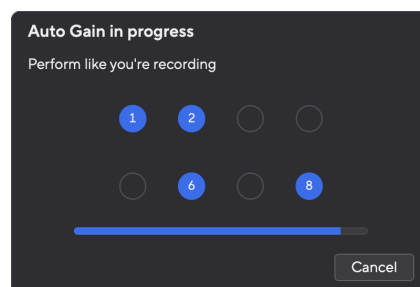 Auto Gain in progress
Perform like you're recording
1 2
6 8
Cancel